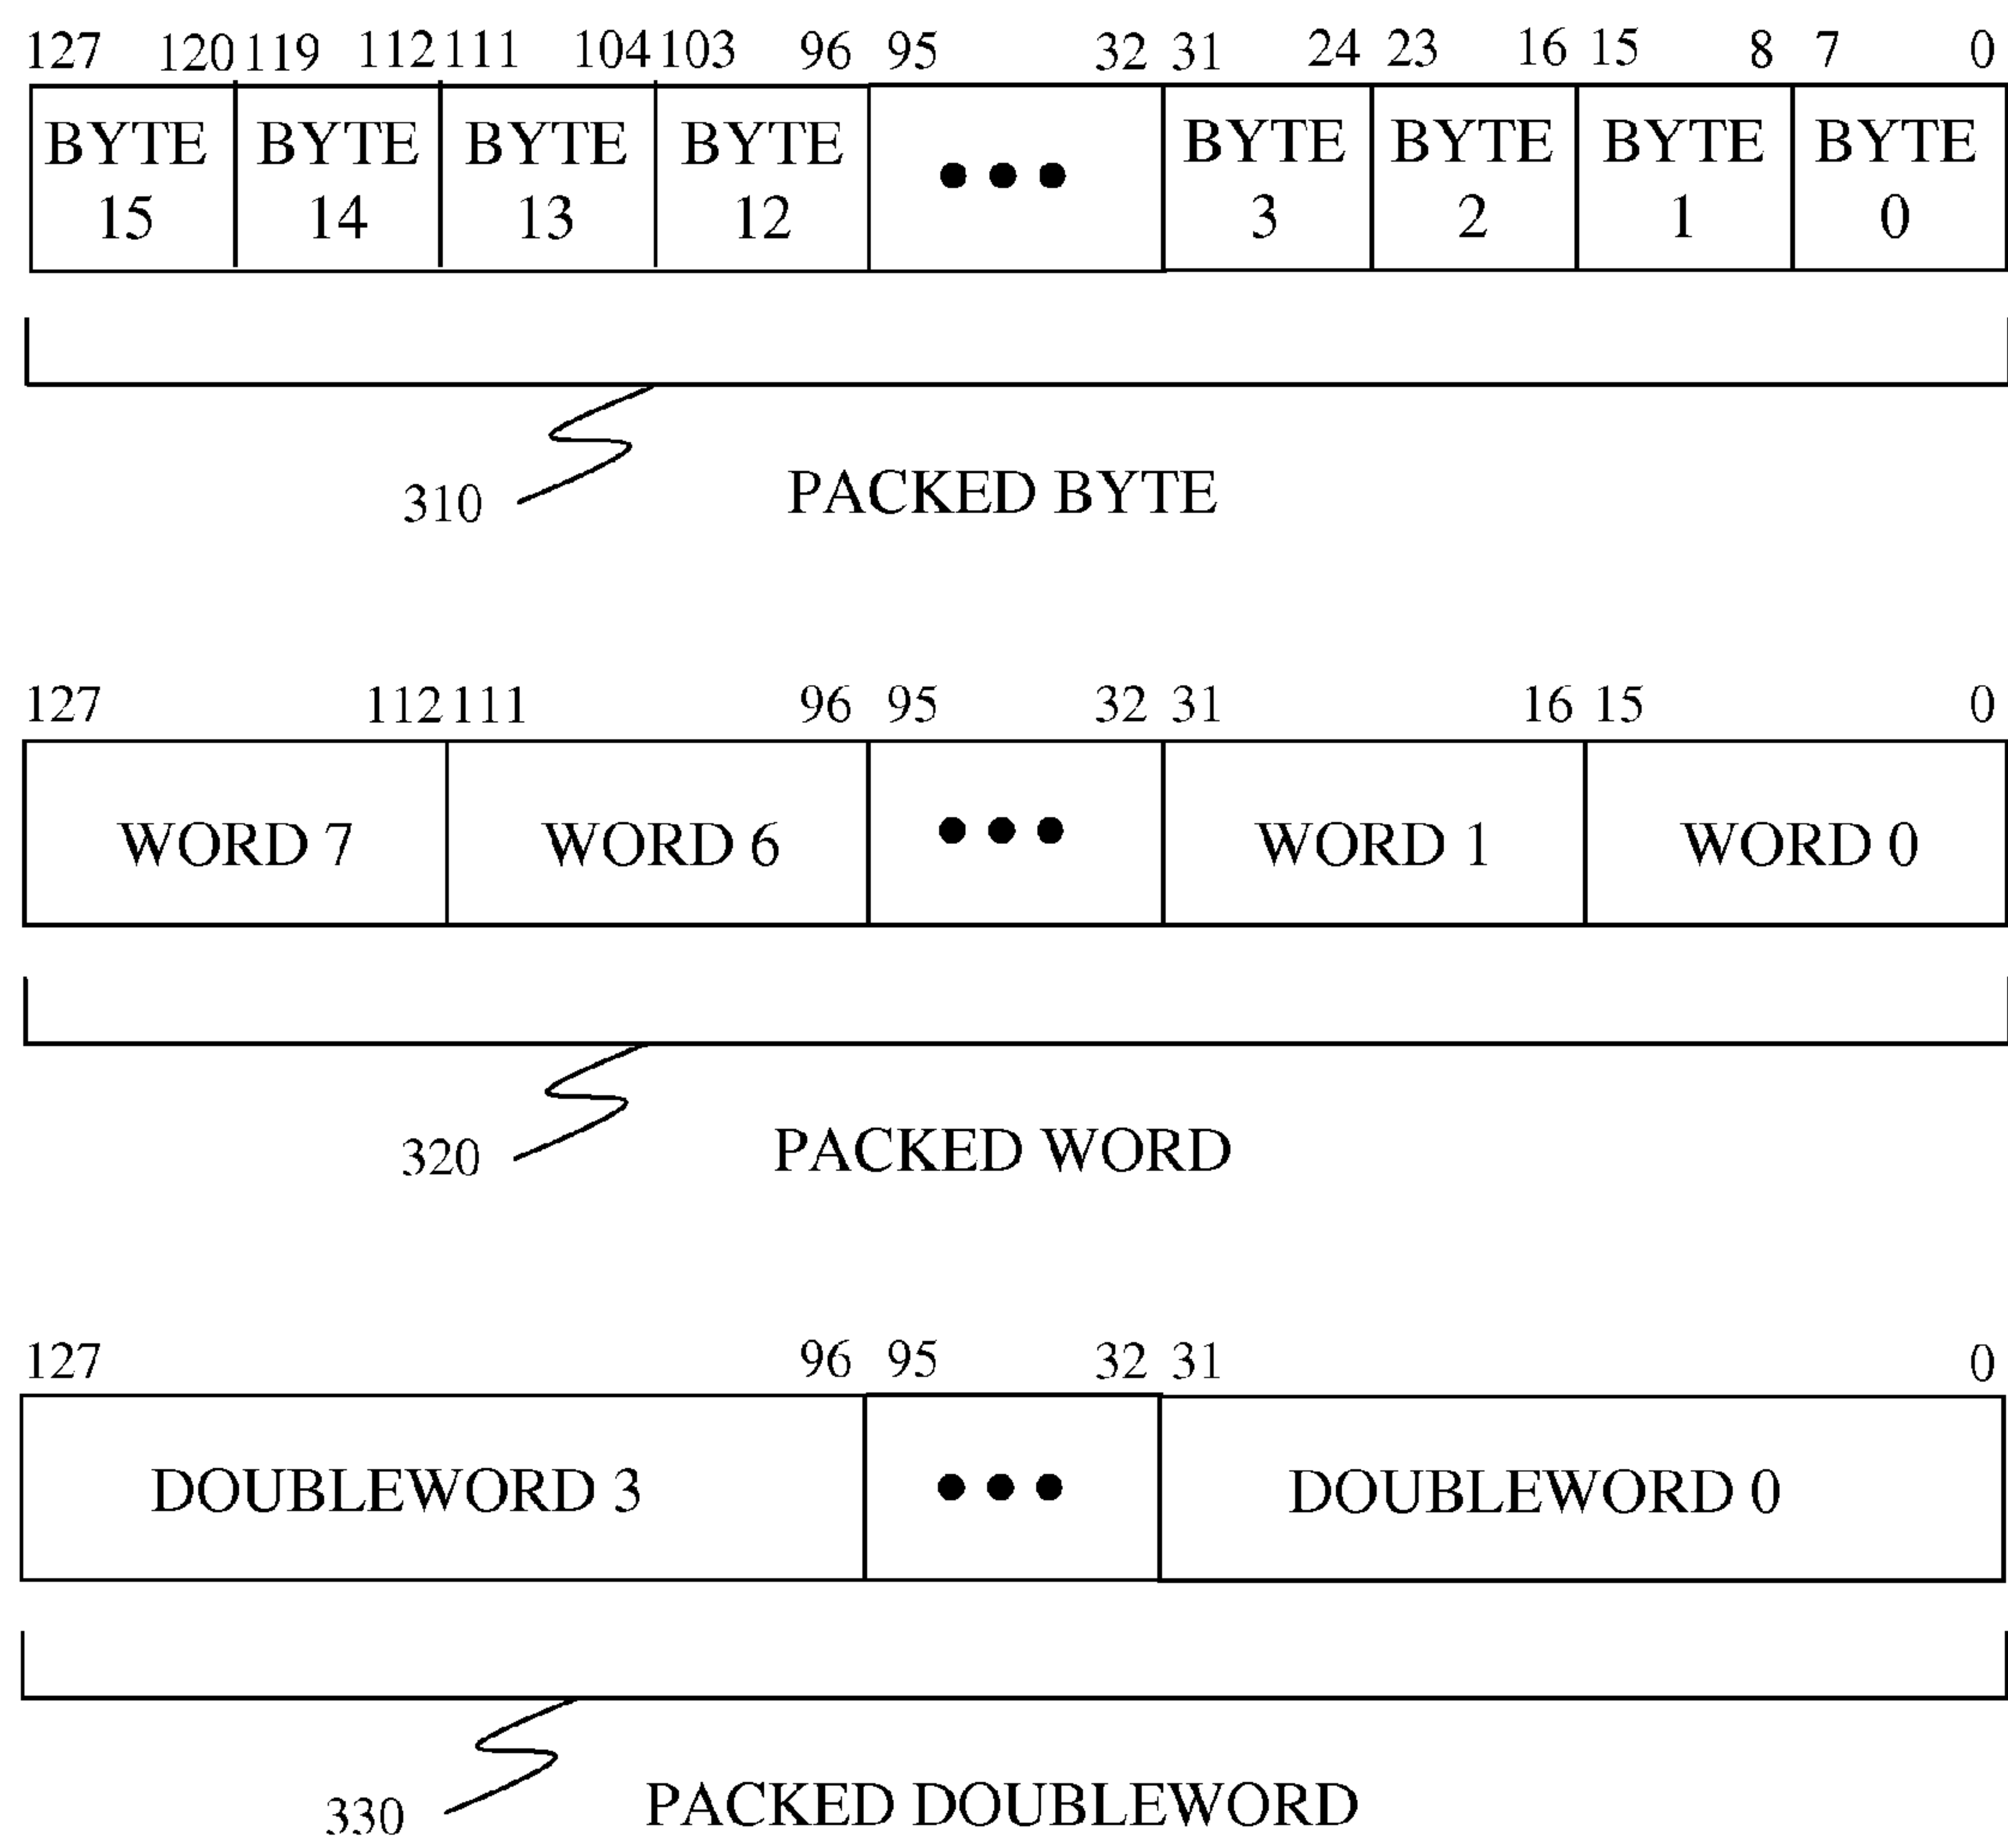 127 120 119 112 111 104 103 96 95 32 31 24 23 16 15 8 7 0
BYTE BYTE BYTE BYTE BYTE BYTE BYTE BYTE
15 14 13 12 3 2 1 0
310 PACKED BYTE
127 112 111 96 95 32 31 16 15 0
WORD 7 WORD 6 WORD 1 WORD 0
320 PACKED WORD
127 96 95 32 31 0
DOUBLEWORD 3 DOUBLEWORD 0
330 PACKED DOUBLEWORD